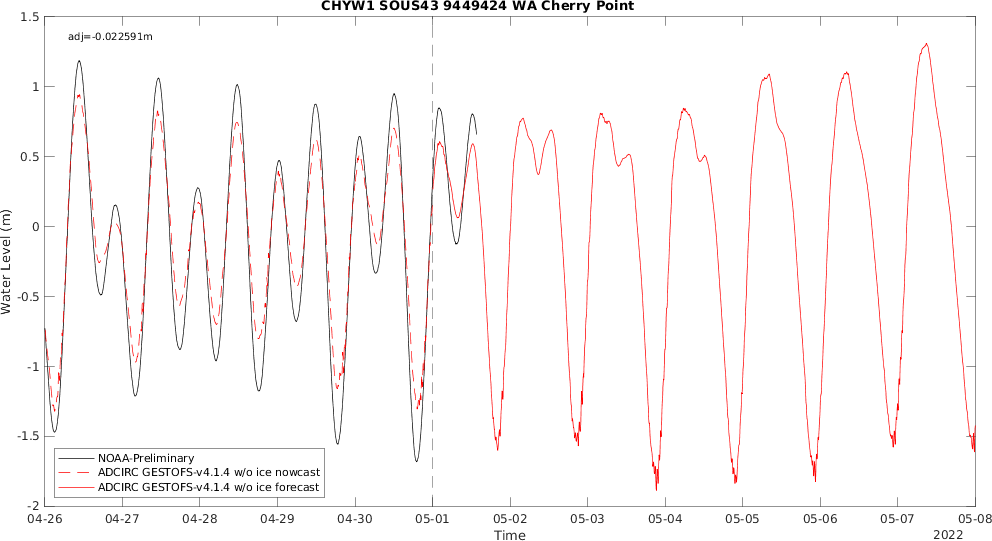 CHYW1 SOUS43 9449424 WA Cherry Point
adj=-0.022591m
1.5
1
0.5
0
-0.5
-1
-1.5
-2
Water Level (m)
NOAA-Preliminary
ADCIRC GESTOFS-v4.1.4 w/o ice nowcast
ADCIRC GESTOFS-v4.1.4 w/o ice forecast
04-26 04-27 04-28 04-29 04-30 05-01 05-02 05-03 05-04 05-05 05-06 05-07 05-08
Time
2022